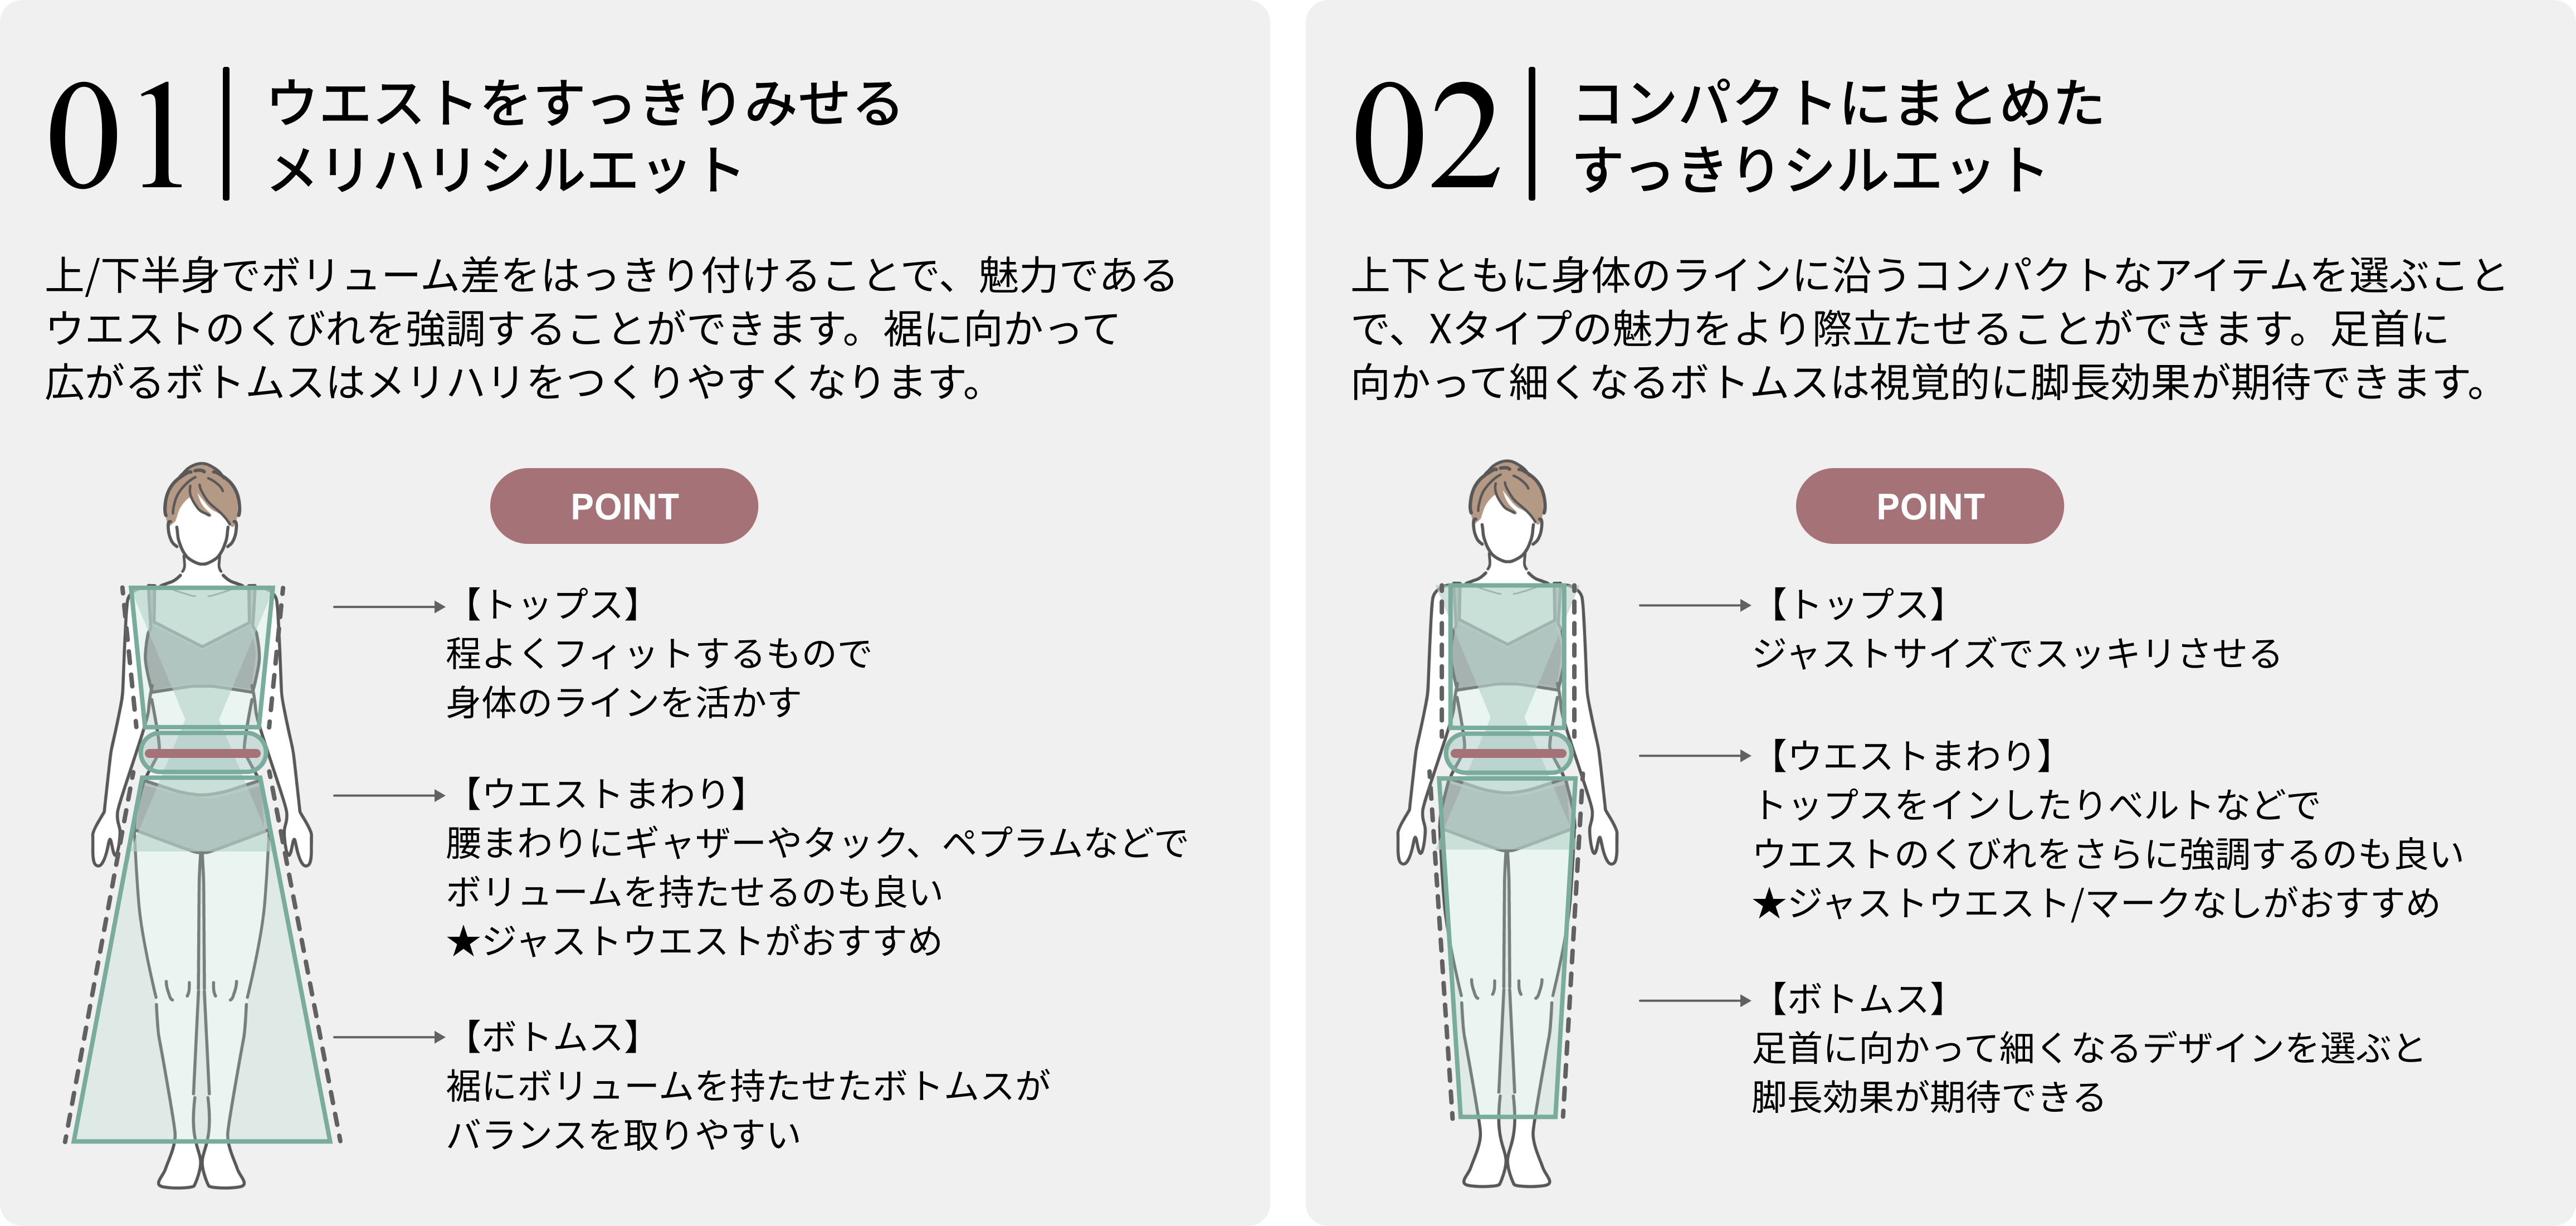 01
ウエストをすっきりみせる
メリハリシルエット
上/下半身でボリューム差をはっきり付けることで、魅力である
ウエストのくびれを強調することができます。裾に向かって
広がるボトムスはメリハリをつくりやすくなります。
POINT
【トップス】
程よくフィットするもので
身体のラインを活かす
【ウエストまわり】
腰まわりにギャザーやタック、ペプラムなどで
ボリュームを持たせるのも良い
★ジャストウエストがおすすめ
【ボトムス】
裾にボリュームを持たせたボトムスが
バランスを取りやすい
02
コンパクトにまとめた
すっきりシルエット
上下ともに身体のラインに沿うコンパクトなアイテムを選ぶこと
で、Xタイプの魅力をより際立たせることができます。足首に
向かって細くなるボトムスは視覚的に脚長効果が期待できます。
POINT
【トップス】
ジャストサイズでスッキリさせる
【ウエストまわり】
トップスをインしたりベルトなどで
ウエストのくびれをさらに強調するのも良い
★ジャストウエスト/マークなしがおすすめ
【ボトムス】
足首に向かって細くなるデザインを選ぶと
脚長効果が期待できる